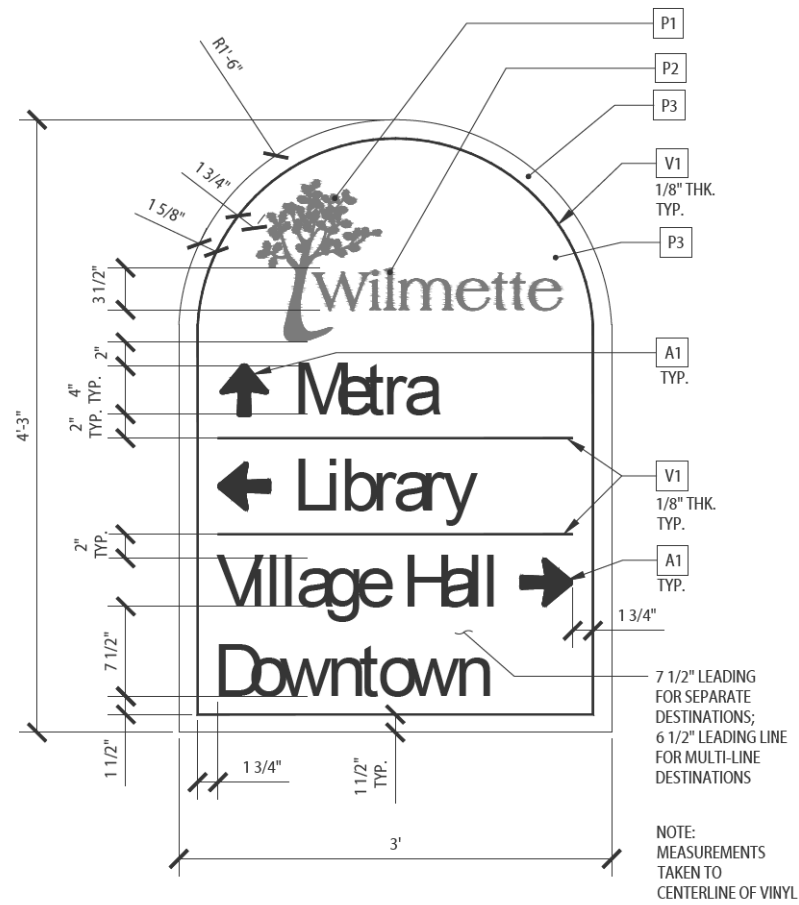 P1
P2
P3
V1
1/8" THK.
TYP.
P3
R1'-6"
1 3/4"
1 5/8"
3 1/2"
Wilmette
2"
4"
TYP.
2"
TYP.
4'-3"
A1
TYP.
Metra
Library
V1
1/8" THK.
TYP.
2"
TYP.
Village Hall
A1
TYP.
1 3/4"
7 1/2"
Downtown
7 1/2" LEADING
FOR SEPARATE
DESTINATIONS;
6 1/2" LEADING LINE
FOR MULTI-LINE
DESTINATIONS
1 1/2"
1 3/4"
1 1/2"
TYP.
3'
NOTE:
MEASUREMENTS
TAKEN TO
CENTERLINE OF VINYL